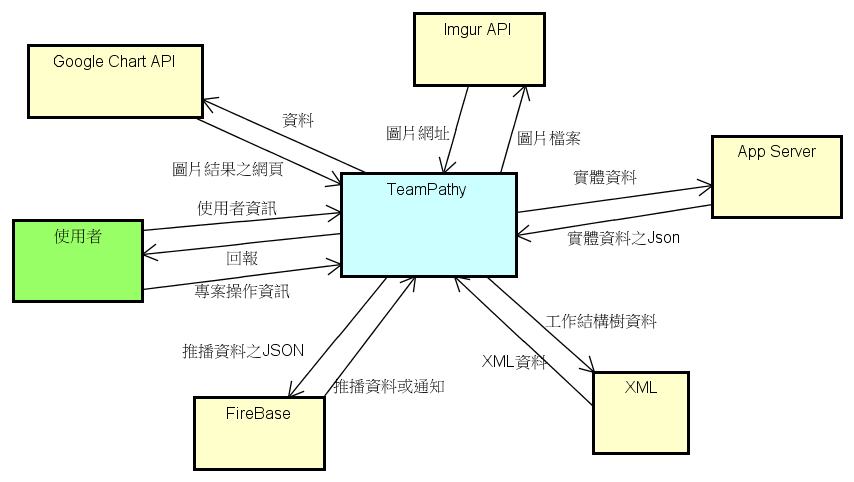 Imgur API
Google Chart API
資料
圖片網址
圖片檔案
App Server
圖片結果之網頁
實體資料
TeamPathy
使用者資訊
使用者
實體資料之Json
回報
專案操作資訊
工作結構樹資料
推播資料之JSON
XML資料
推播資料或通知
XML
FireBase